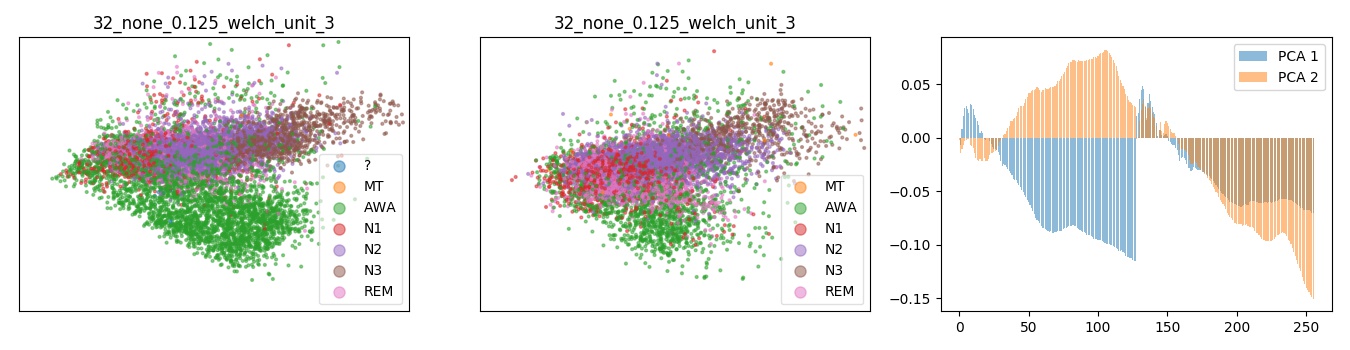 32_none_0.125_welch_unit_3
?
MT
AWA
N1
N2
N3
REM
32_none_0.125_welch_unit_3
MT
AWA
N1
N2
N3
REM
PCA 1
PCA 2
0.05
0.00
−0.05
−0.10
−0.15
0 50 100 150 200 250